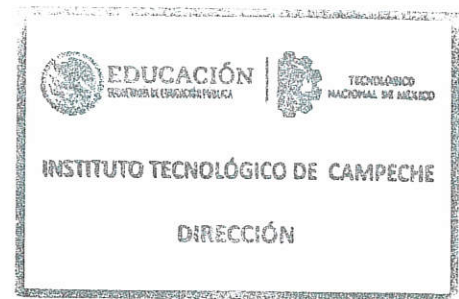 EDUCACIÓN
SECRETARÍA DE EDUCACIÓN PÚBLICA
TECNOLÓGICO
NACIONAL DE MÉXICO
INSTITUTO TECNOLÓGICO DE CAMPECHE
DIRECCIÓN